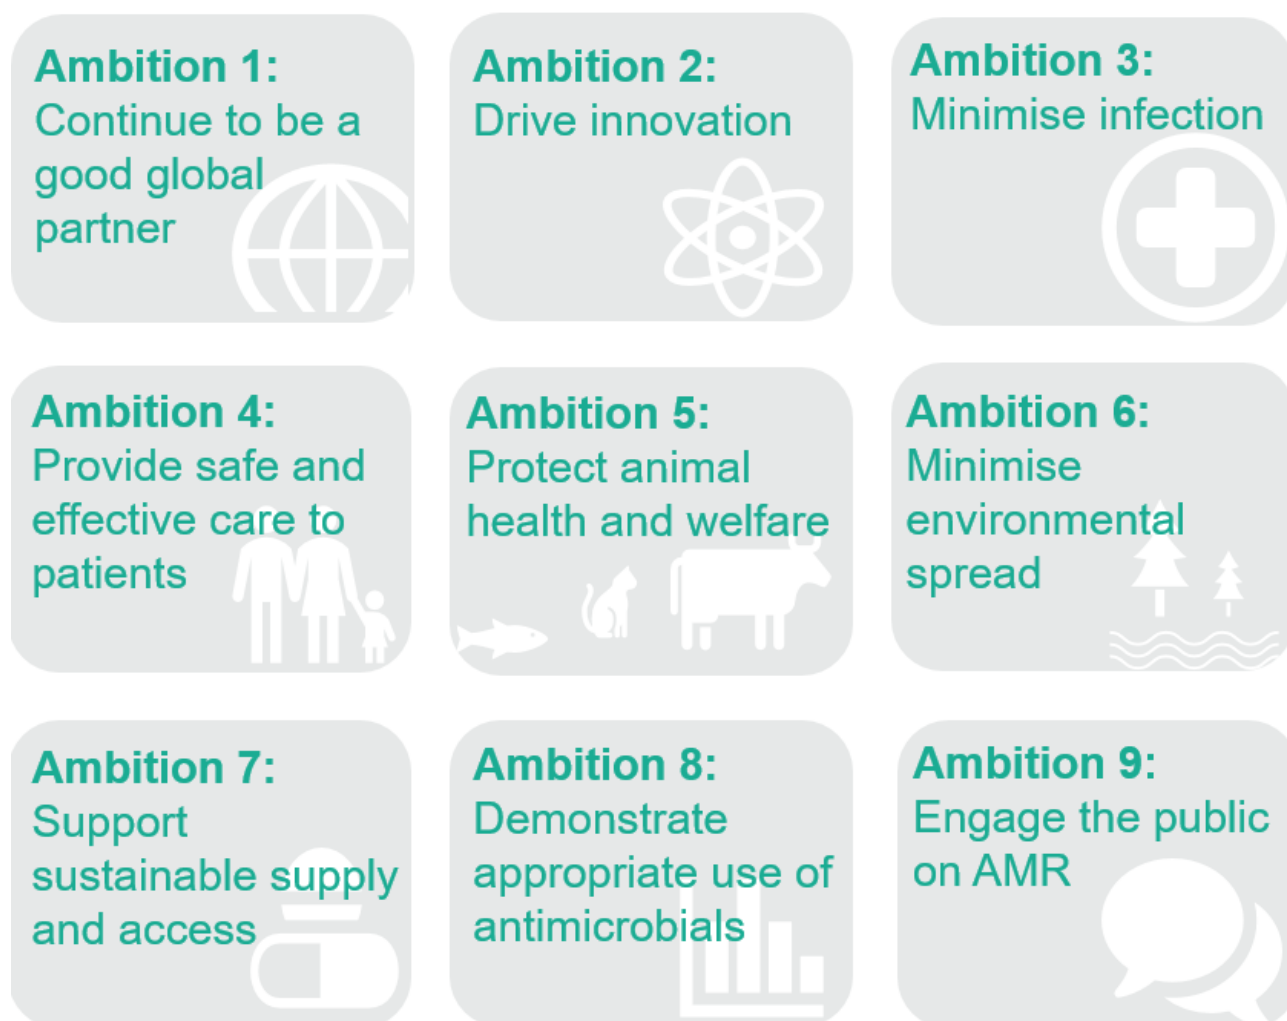 Ambition 1:
Continue to be a
good global
partner
Ambition 2:
Drive innovation
Ambition 3:
Minimise infection
Ambition 4:
Provide safe and
effective care to
patients
Ambition 5:
Protect animal
health and welfare
Ambition 6:
Minimise
environmental
spread
Ambition 7:
Support
sustainable supply
and access
Ambition 8:
Demonstrate
appropriate use of
antimicrobials
Ambition 9:
Engage the public
on AMR